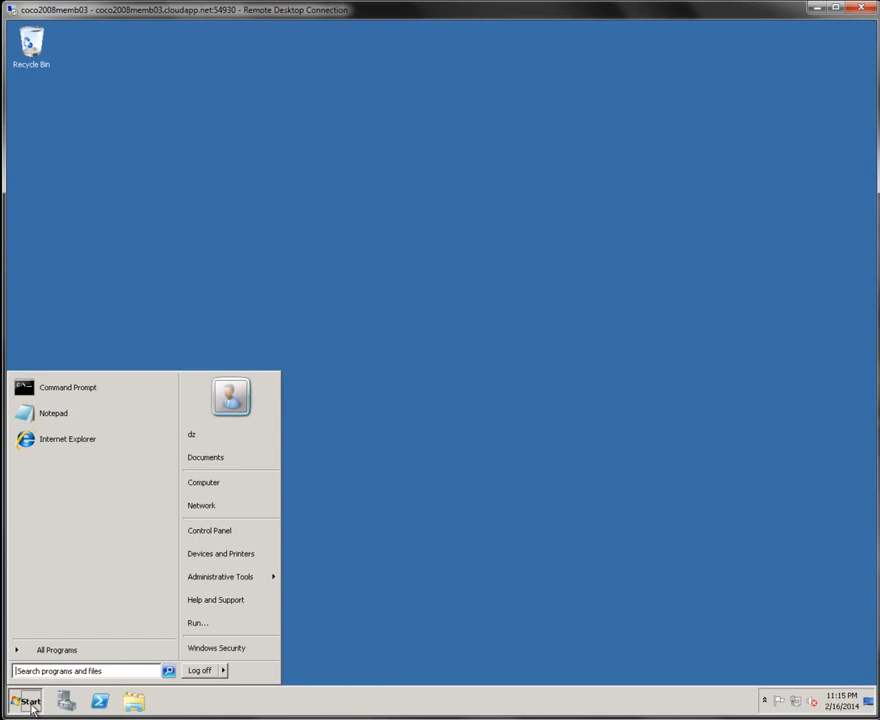 coco2008memb03 - coco2008memb03.cloudapp.net:54930 - Remote Desktop Connection
Recycle Bin
Command Prompt
Notepad
Internet Explorer
All Programs
Search programs and files
dz
Documents
Computer
Network
Control Panel
Devices and Printers
Administrative Tools
Help and Support
Run...
Windows Security
Log off
Start
11:15 PM
2/16/2014